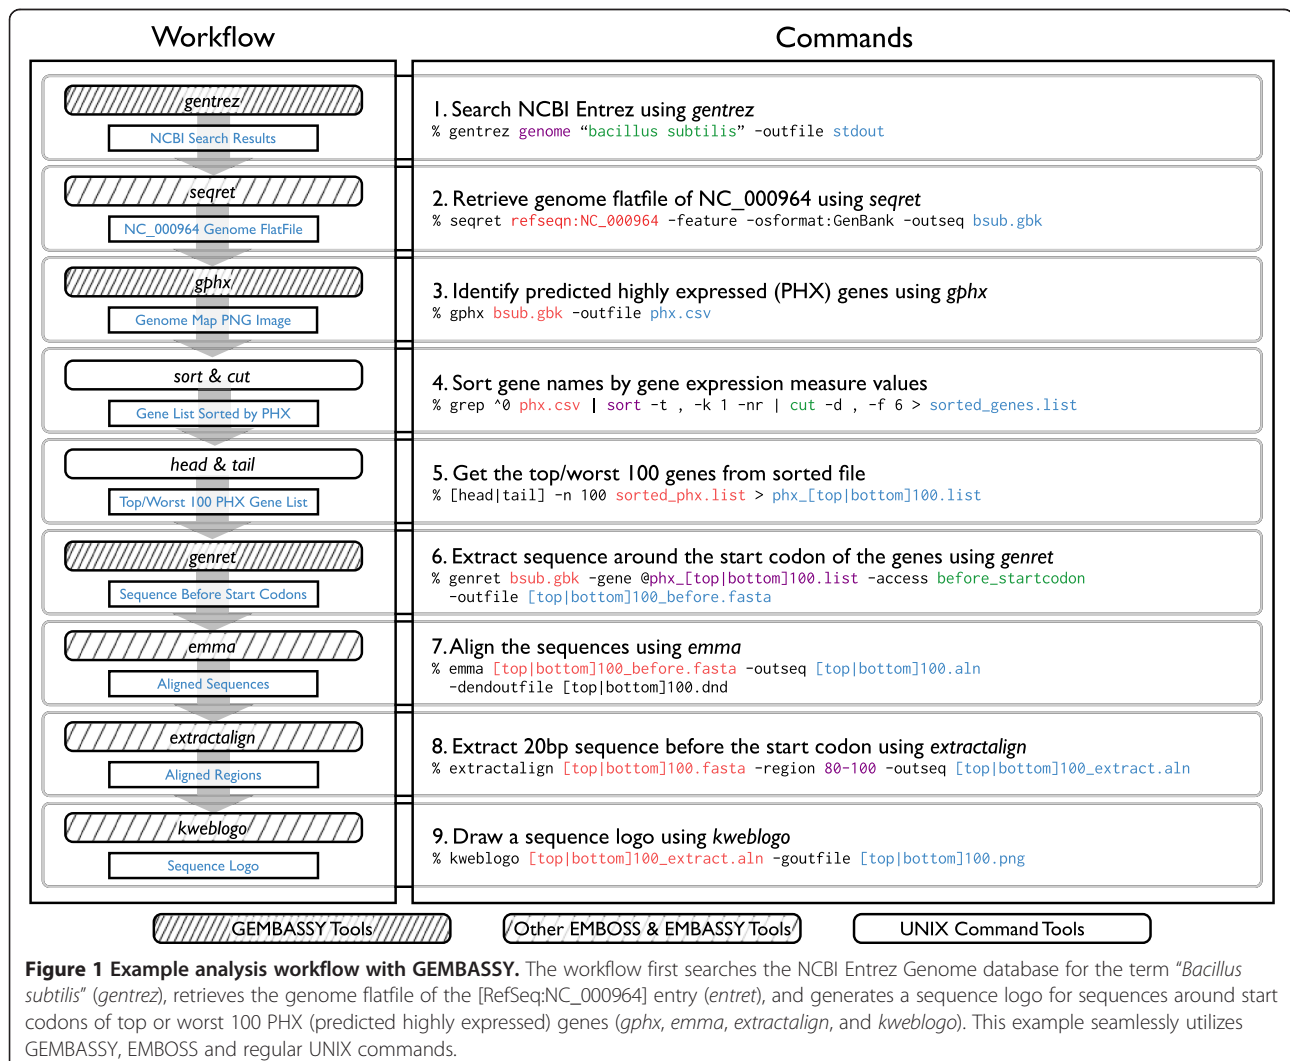 Workflow
Commands
gentrez
NCBI Search Results
1. Search NCBI Entrez using gentrez
% gentrez genome “bacillus subtilis” -outfile stdout
seqret
NC_000964 Genome FlatFile
2. Retrieve genome flatfile of NC_000964 using seqret
% seqret refseqn:NC_000964 -feature -osformat:GenBank -outseq bsub.gbk
gphx
Genome Map PNG Image
3. Identify predicted highly expressed (PHX) genes using gphx
% gphx bsub.gbk -outfile phx.csv
sort & cut
Gene List Sorted by PHX
4. Sort gene names by gene expression measure values
% grep ^0 phx.csv | sort -t , -k 1 -nr | cut -d , -f 6 > sorted_genes.list
head & tail
Top/Worst 100 PHX Gene List
5. Get the top/worst 100 genes from sorted file
% [head|tail] -n 100 sorted_phx.list > phx_[top|bottom]100.list
genret
Sequence Before Start Codons
6. Extract sequence around the start codon of the genes using genret
% genret bsub.gbk -gene @phx_[top|bottom]100.list -access before_startcodon
-outfile [top|bottom]100_before.fasta
emma
Aligned Sequences
7. Align the sequences using emma
% emma [top|bottom]100_before.fasta -outseq [top|bottom]100.aln
-dendoutfile [top|bottom]100.dnd
extractalign
Aligned Regions
8. Extract 20bp sequence before the start codon using extractalign
% extractalign [top|bottom]100.fasta -region 80-100 -outseq [top|bottom]100_extract.aln
kweblogo
Sequence Logo
9. Draw a sequence logo using kweblogo
% kweblogo [top|bottom]100_extract.aln -goutfile [top|bottom]100.png
GEMBASSY Tools
Other EMBOSS & EMBASSY Tools
UNIX Command Tools
Figure 1 Example analysis workflow with GEMBASSY. The workflow first searches the NCBI Entrez Genome database for the term “Bacillus
subtilis” (gentrez), retrieves the genome flatfile of the [RefSeq:NC_000964] entry (entret), and generates a sequence logo for sequences around start
codons of top or worst 100 PHX (predicted highly expressed) genes (gphx, emma, extractalign, and kweblogo). This example seamlessly utilizes
GEMBASSY, EMBOSS and regular UNIX commands.